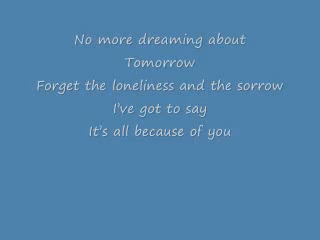 No more dreaming about
Tomorrow
Forget the loneliness and the sorrow
I've got to say
It's all because of you